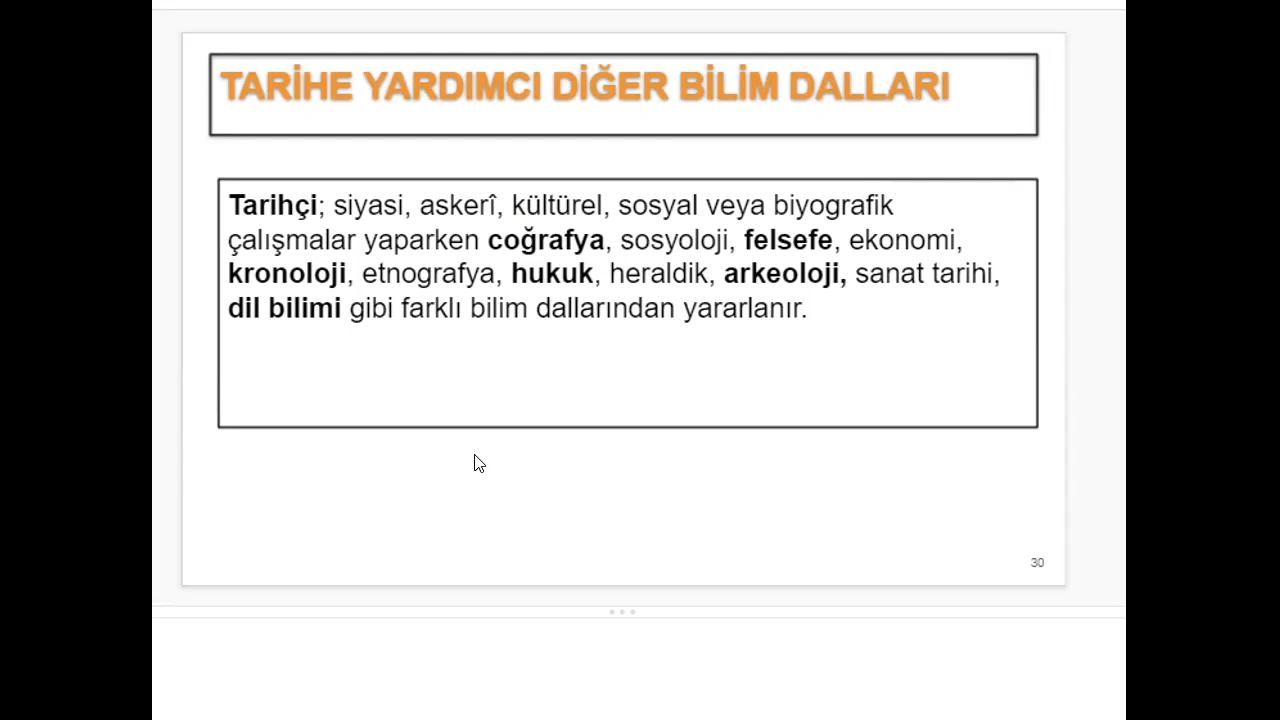 TARİHE YARDIMCI DİĞER BİLİM DALLARI
Tarihçi; siyasi, askerî, kültürel, sosyal veya biyografik
çalışmalar yaparken coğrafya, sosyoloji, felsefe, ekonomi,
kronoloji, etnografya, hukuk, heraldik, arkeoloji, sanat tarihi,
dil bilimi gibi farklı bilim dallarından yararlanır.
30